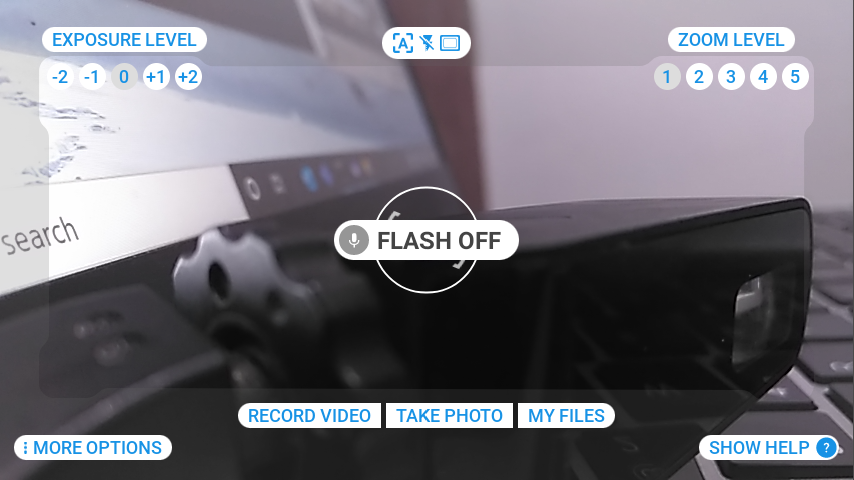 EXPOSURE LEVEL
ZOOM LEVEL
-2 -1 0 +1 +2
1 2 3 4 5
search
FLASH OFF
RECORD VIDEO TAKE PHOTO MY FILES
MORE OPTIONS
SHOW HELP ?